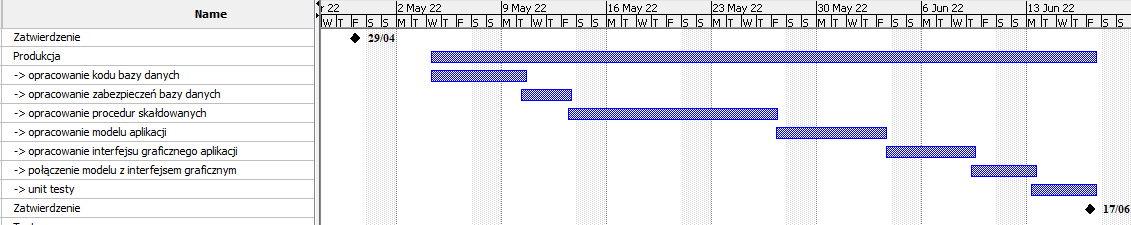 Name
r 22
2 May 22
9 May 22
16 May 22
23 May 22
30 May 22
6 Jun 22
13 Jun 22
W T F S S M T W T F S S M T W T F S S M T W T F S S M T W T F S S M T W T F S S M T W T F S S M T W T F S S
Zatwierdzenie
29/04
Produkcja
-> opracowanie kodu bazy danych
-> opracowanie zabezpieczeń bazy danych
-> opracowanie procedur skałdowanych
-> opracowanie modelu aplikacji
-> opracowanie interfejsu graficznego aplikacji
-> połączenie modelu z interfejsem graficznym
-> unit testy
Zatwierdzenie
17/06